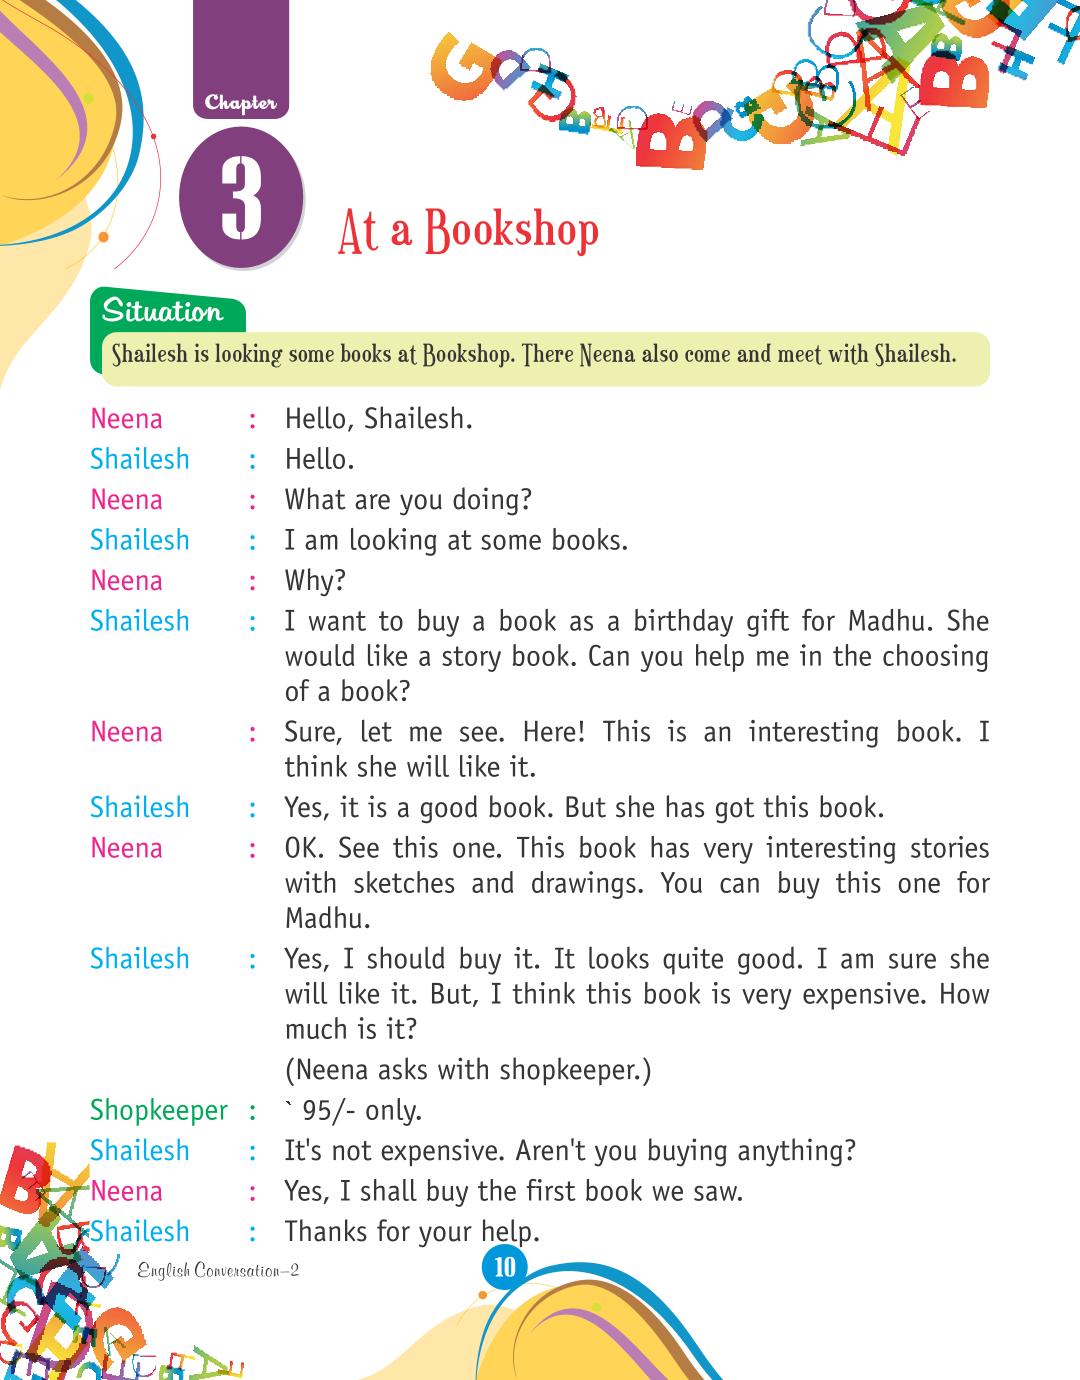 Chapter
3
At a Bookshop
Situation
Shailesh is looking some books at Bookshop. There Neena also come and meet with Shailesh.
Neena : Hello, Shailesh.
Shailesh : Hello.
Neena : What are you doing?
Shailesh : I am looking at some books.
Neena : Why?
Shailesh : I want to buy a book as a birthday gift for Madhu. She
would like a story book. Can you help me in the choosing
of a book?
Neena : Sure, let me see. Here! This is an interesting book. I
think she will like it.
Shailesh : Yes, it is a good book. But she has got this book.
Neena : OK. See this one. This book has very interesting stories
with sketches and drawings. You can buy this one for
Madhu.
Shailesh : Yes, I should buy it. It looks quite good. I am sure she
will like it. But, I think this book is very expensive. How
much is it?
(Neena asks with shopkeeper.)
Shopkeeper : ` 95/- only.
Shailesh : It's not expensive. Aren't you buying anything?
Neena : Yes, I shall buy the first book we saw.
Shailesh : Thanks for your help.
English Conversation–2
10